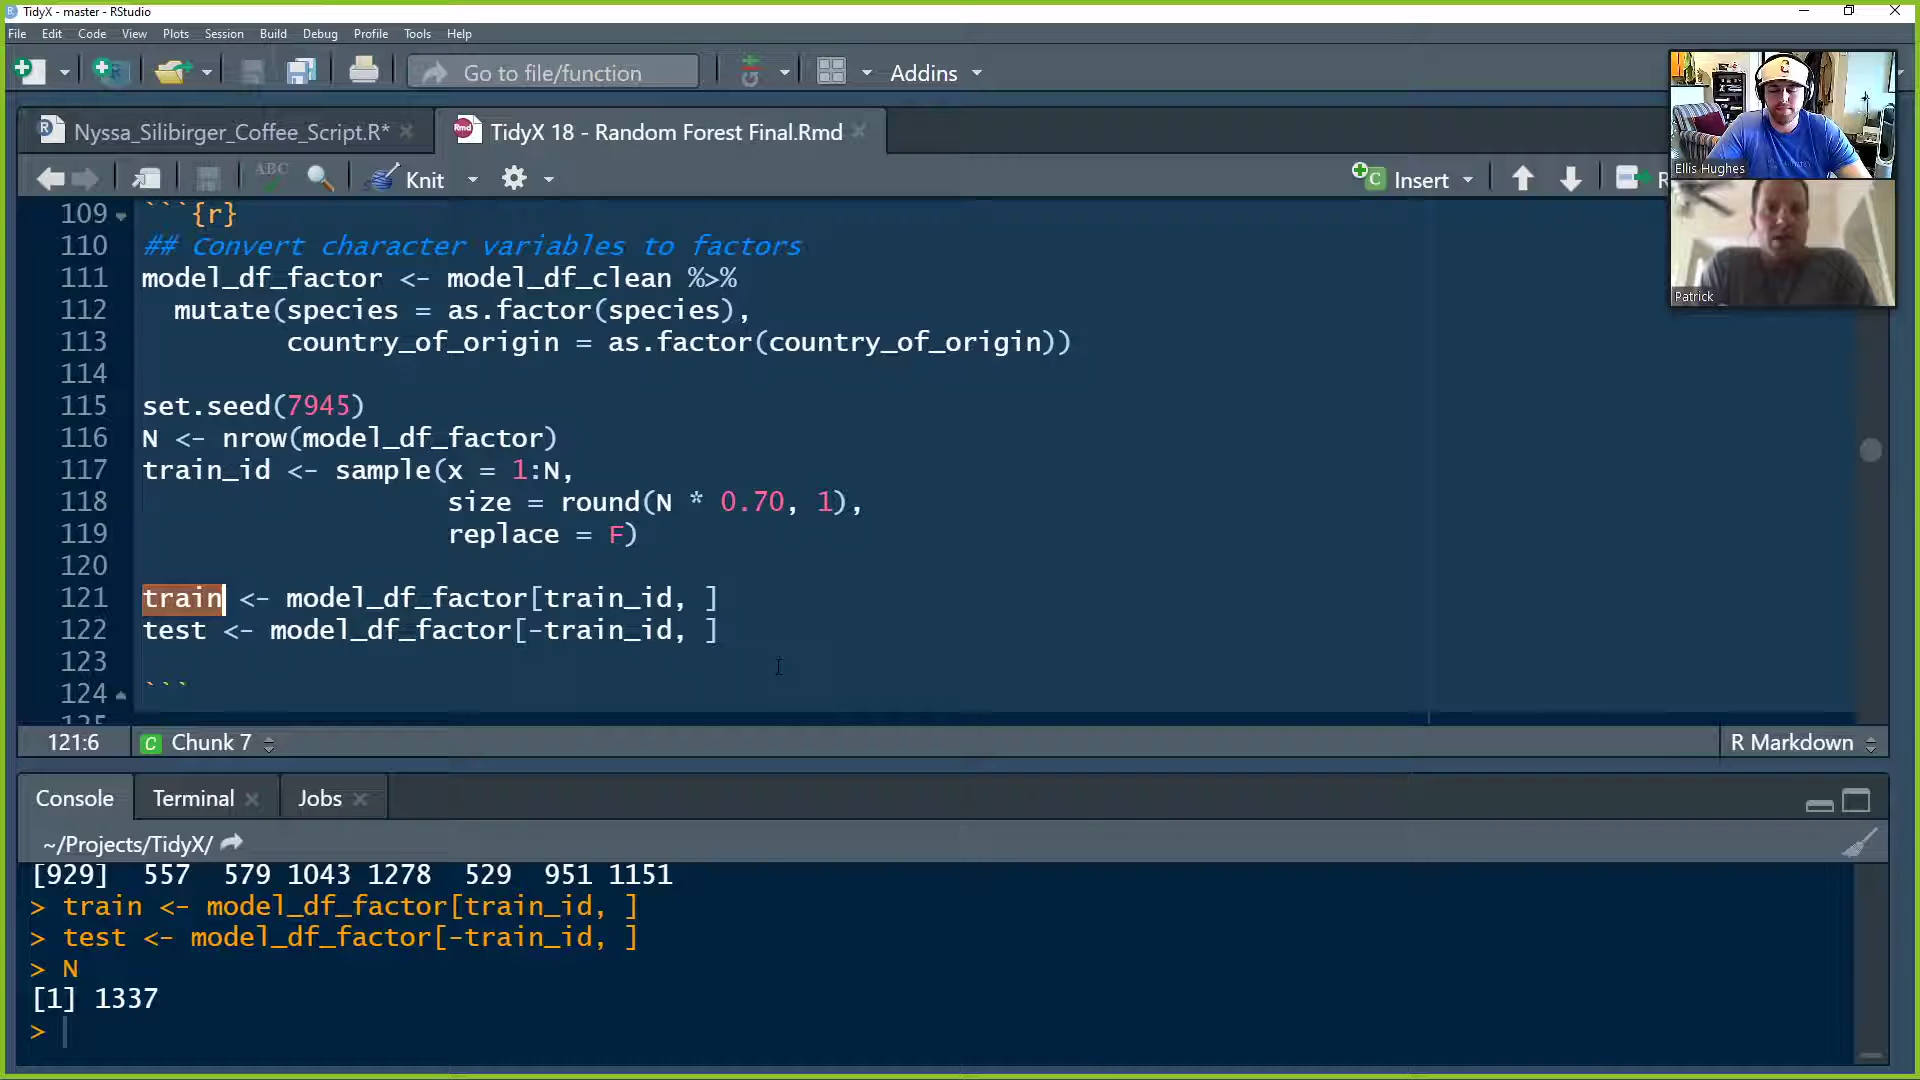 TidyX - master - RStudio
File Edit Code View Plots Session Build Debug Profile Tools Help
Go to file/function
Addins
Nyssa_Silibirger_Coffee_Script.R*
TidyX 18 - Random Forest Final.Rmd
ABC
Knit
Insert
R
109 ```{r}
110 ## Convert character variables to factors
111 model_df_factor <- model_df_clean %>%
112 mutate(species = as.factor(species),
113 country_of_origin = as.factor(country_of_origin))
114
115 set.seed(7945)
116 N <- nrow(model_df_factor)
117 train_id <- sample(x = 1:N,
118 size = round(N * 0.70, 1),
119 replace = F)
120
121 train <- model_df_factor[train_id, ]
122 test <- model_df_factor[-train_id, ]
123
124 ```
125
121:6
C Chunk 7
R Markdown
Console Terminal Jobs
~/Projects/TidyX/
[929] 557 579 1043 1278 529 951 1151
> train <- model_df_factor[train_id, ]
> test <- model_df_factor[-train_id, ]
> N
[1] 1337
>
Ellis Hughes
Patrick